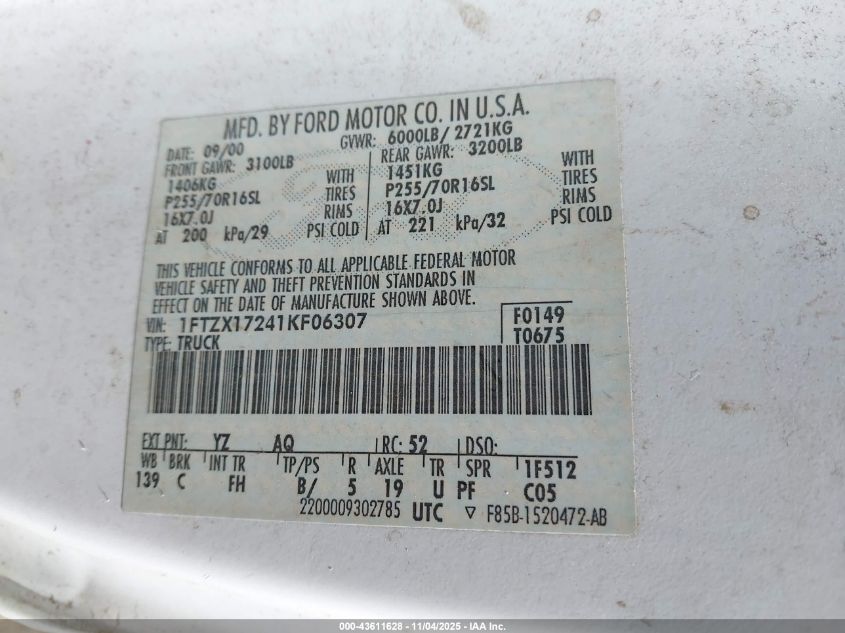 MFD. BY FORD MOTOR CO. IN U.S.A.
DATE: 09/00 GVWR: 6000LB/ 2721KG
FRONT GAWR: 3100LB REAR GAWR: 3200LB
1406KG WITH 1451KG WITH
P255/70R16SL TIRES P255/70R16SL TIRES
16X7.0J RIMS 16X7.0J RIMS
AT 200 kPa/29 PSI COLD AT 221 kPa/32 PSI COLD
THIS VEHICLE CONFORMS TO ALL APPLICABLE FEDERAL MOTOR
VEHICLE SAFETY AND THEFT PREVENTION STANDARDS IN
EFFECT ON THE DATE OF MANUFACTURE SHOWN ABOVE.
VIN: 1FTZX17241KF06307 F0149
TYPE: TRUCK T0675
EXT PNT: YZ AQ RC: 52 DSO:
WB BRK INT TR TP/PS R AXLE TR SPR 1F512
139 C FH B/ 5 19 U PF C05
2200009302785 UTC ▽ F85B-1520472-AB
000-43611628 - 11/04/2025 - IAA Inc.